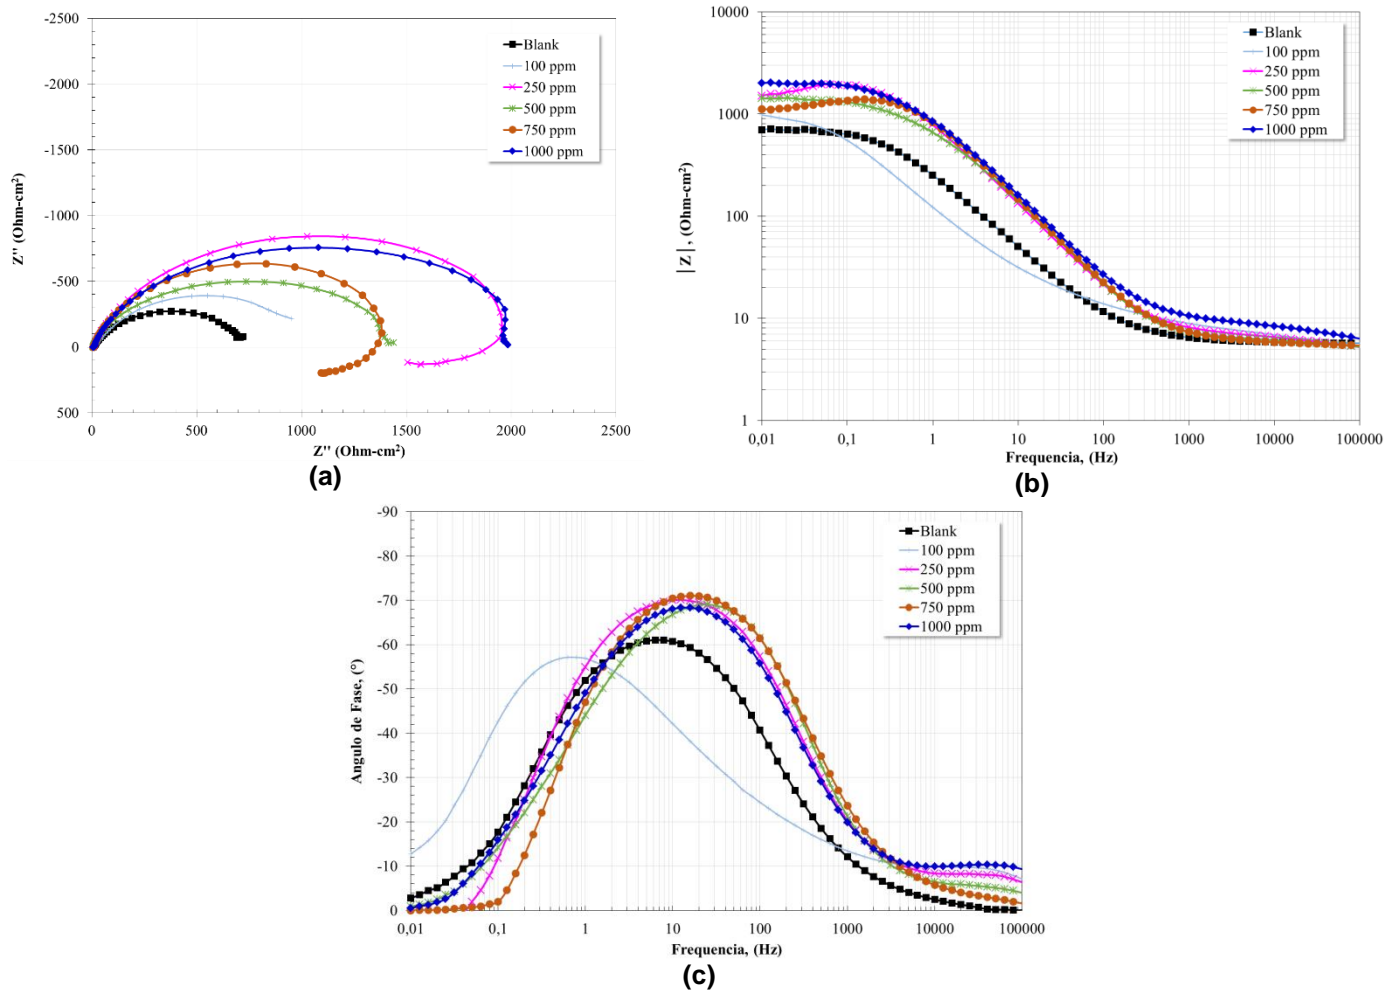 -2500
-2000
-1500
-1000
-500
0
500
Z'' (Ohm-cm²)
0 500 1000 1500 2000 2500
Z'' (Ohm-cm²)
Blank
100 ppm
250 ppm
500 ppm
750 ppm
1000 ppm
(a)
10000
1000
100
10
1
|Z|, (Ohm-cm²)
0,01 0,1 1 10 100 1000 10000 100000
Frequencia, (Hz)
Blank
100 ppm
250 ppm
500 ppm
750 ppm
1000 ppm
(b)
-90
-80
-70
-60
-50
-40
-30
-20
-10
0
Angulo de Fase, (°)
0,01 0,1 1 10 100 1000 10000 100000
Frequencia, (Hz)
Blank
100 ppm
250 ppm
500 ppm
750 ppm
1000 ppm
(c)